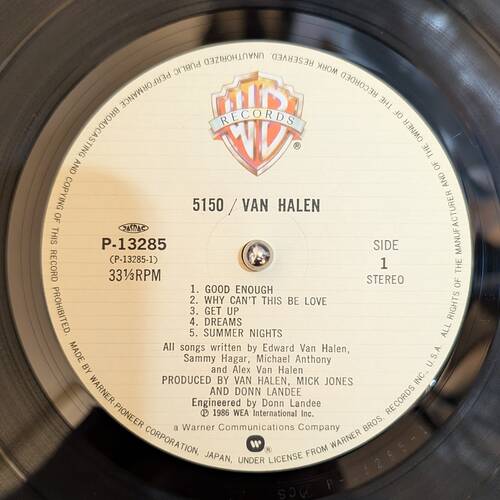 WB
RECORDS
®
5150 / VAN HALEN
JASRAC
P-13285
(P-13285-1)
33⅓RPM
SIDE
1
STEREO
1. GOOD ENOUGH
2. WHY CAN'T THIS BE LOVE
3. GET UP
4. DREAMS
5. SUMMER NIGHTS
All songs written by Edward Van Halen,
Sammy Hagar, Michael Anthony
and Alex Van Halen
PRODUCED BY VAN HALEN, MICK JONES
AND DONN LANDEE
Engineered by Donn Landee
℗ 1986 WEA International Inc.
a Warner Communications Company
MADE BY WARNER-PIONEER CORPORATION, JAPAN, UNDER LICENSE FROM WARNER BROS. RECORDS INC., U.S.A. ALL RIGHTS OF THE MANUFACTURER AND OF THE OWNER OF THE RECORDED WORK RESERVED. UNAUTHORIZED PUBLIC PERFORMANCE BROADCASTING AND COPYING OF THIS RECORD PROHIBITED.